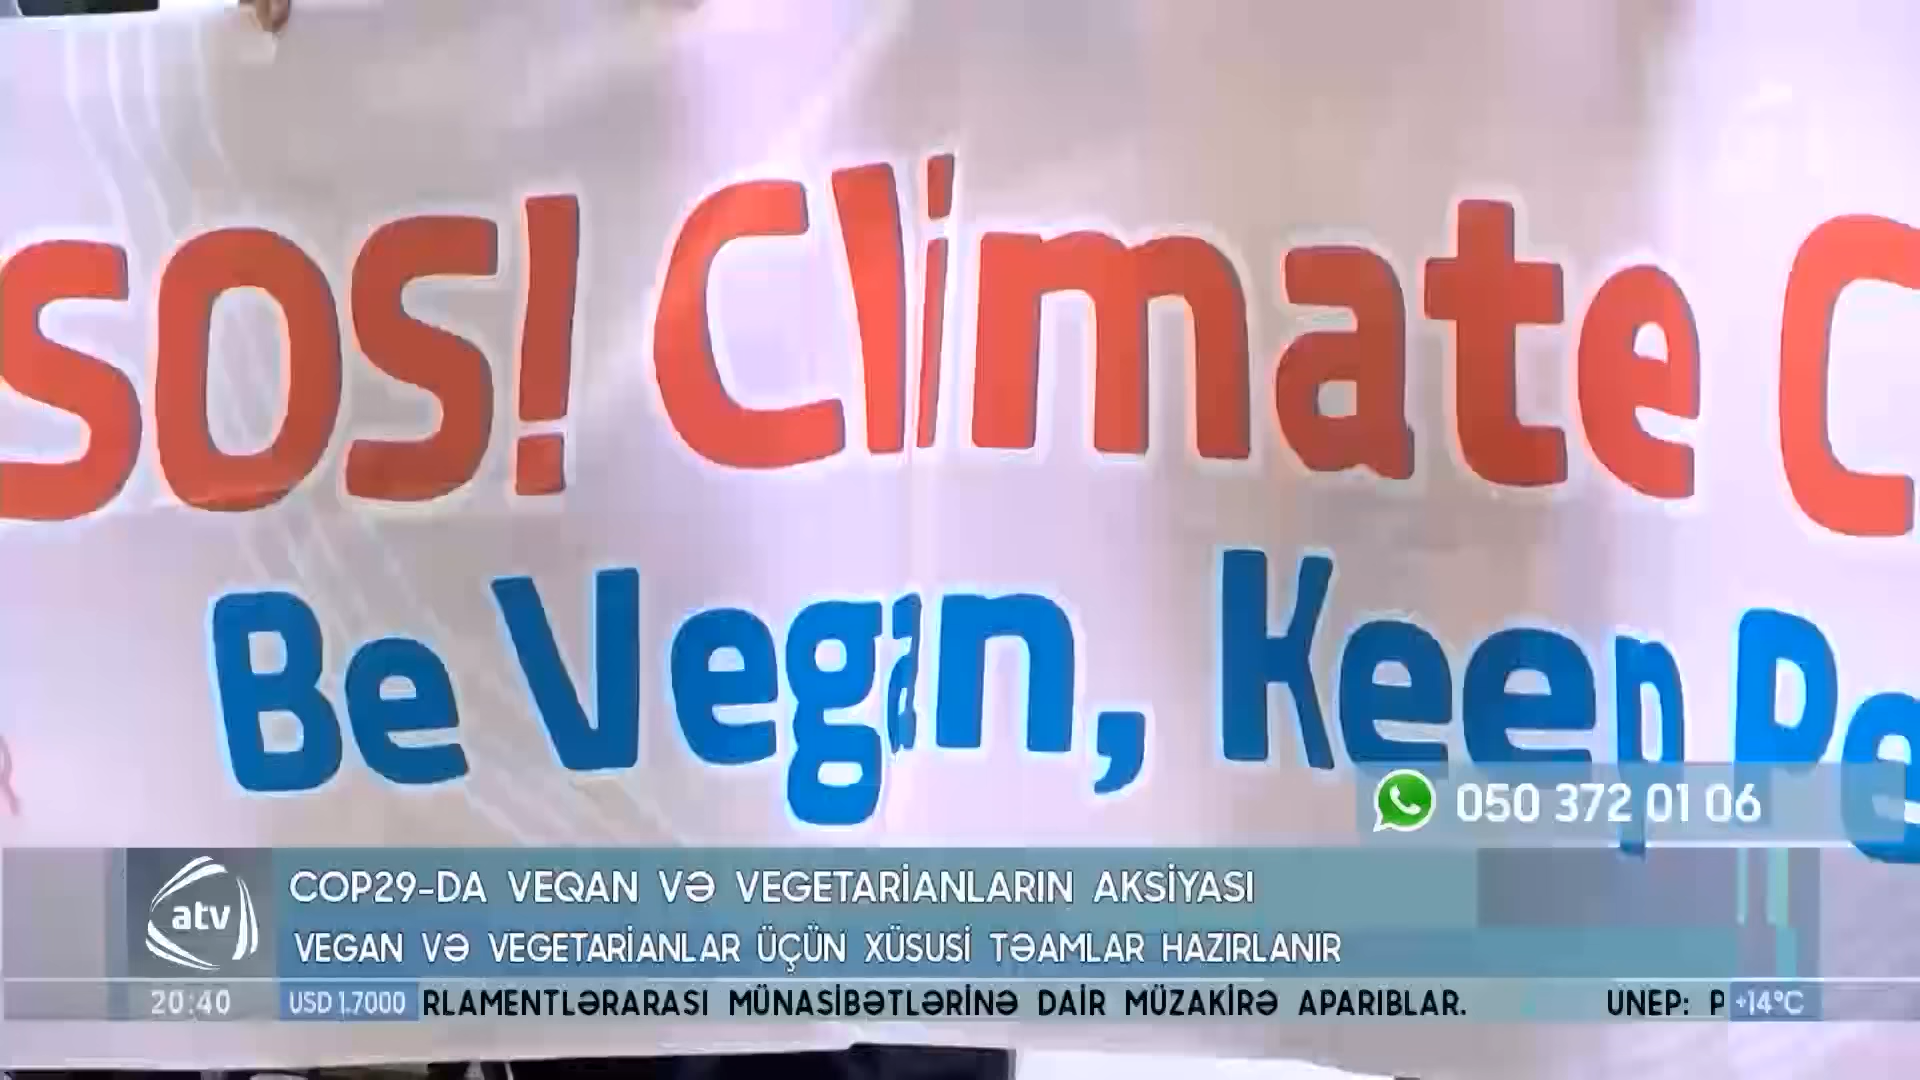 SOS! Climate C
Be Vegan, Keep Pe
050 372 01 06
atv
COP29-DA VEQAN VƏ VEGETARİANLARIN AKSİYASI
VEGAN VƏ VEGETARİANLAR ÜÇÜN XÜSUSİ TƏAMLAR HAZIRLANIR
20:40 USD 1.7000 RLAMENTLƏRARASI MÜNASİBƏTLƏRİNƏ DAİR MÜZAKİRƏ APARIBLAR. UNEP: P +14°C